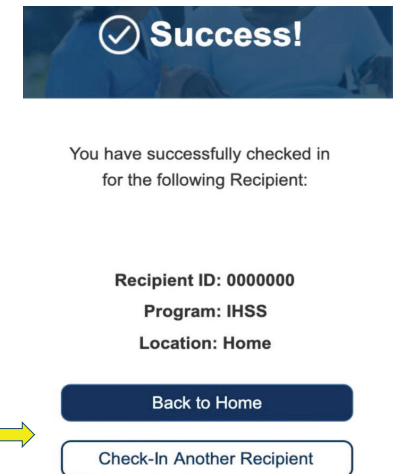 Success!
You have successfully checked in
for the following Recipient:
Recipient ID: 0000000
Program: IHSS
Location: Home
Back to Home
Check-In Another Recipient